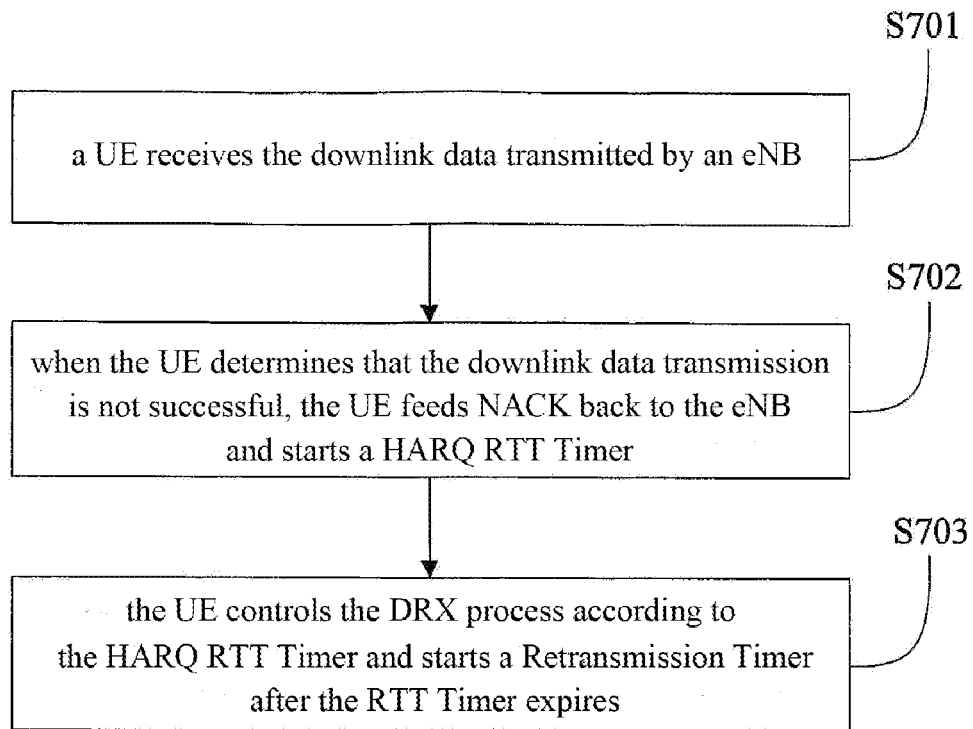 S701
a UE receives the downlink data transmitted by an eNB
S702
when the UE determines that the downlink data transmission
is not successful, the UE feeds NACK back to the eNB
and starts a HARQ RTT Timer
S703
the UE controls the DRX process according to
the HARQ RTT Timer and starts a Retransmission Timer
after the RTT Timer expires